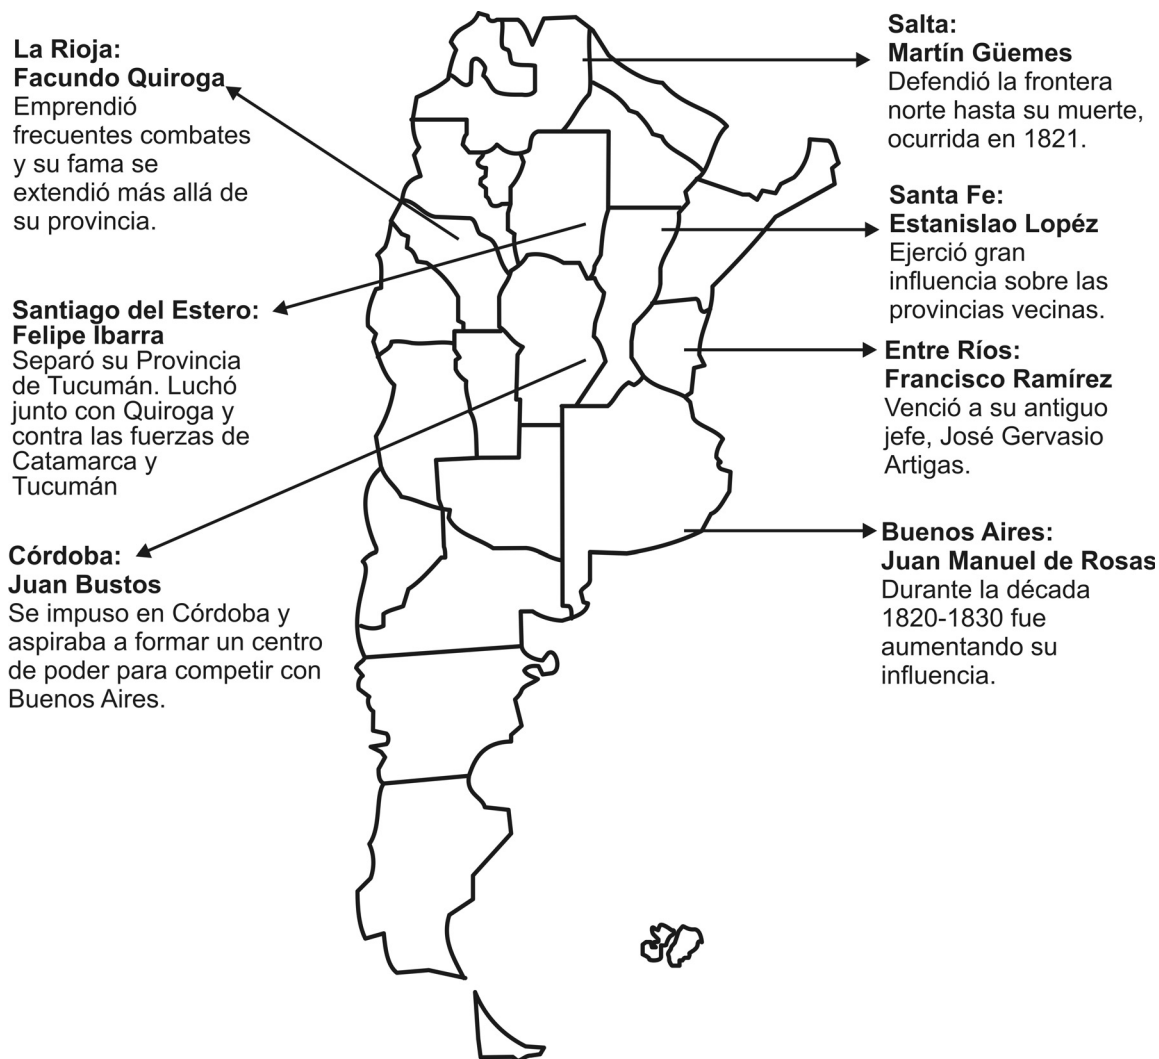 La Rioja:
Facundo Quiroga
Emprendió
frecuentes combates
y su fama se
extendió más allá de
su provincia.
Santiago del Estero:
Felipe Ibarra
Separó su Provincia
de Tucumán. Luchó
junto con Quiroga y
contra las fuerzas de
Catamarca y
Tucumán
Córdoba:
Juan Bustos
Se impuso en Córdoba y
aspiraba a formar un centro
de poder para competir con
Buenos Aires.
Salta:
Martín Güemes
Defendió la frontera
norte hasta su muerte,
ocurrida en 1821.
Santa Fe:
Estanislao Lopéz
Ejerció gran
influencia sobre las
provincias vecinas.
Entre Ríos:
Francisco Ramírez
Venció a su antiguo
jefe, José Gervasio
Artigas.
Buenos Aires:
Juan Manuel de Rosas
Durante la década
1820-1830 fue
aumentando su
influencia.